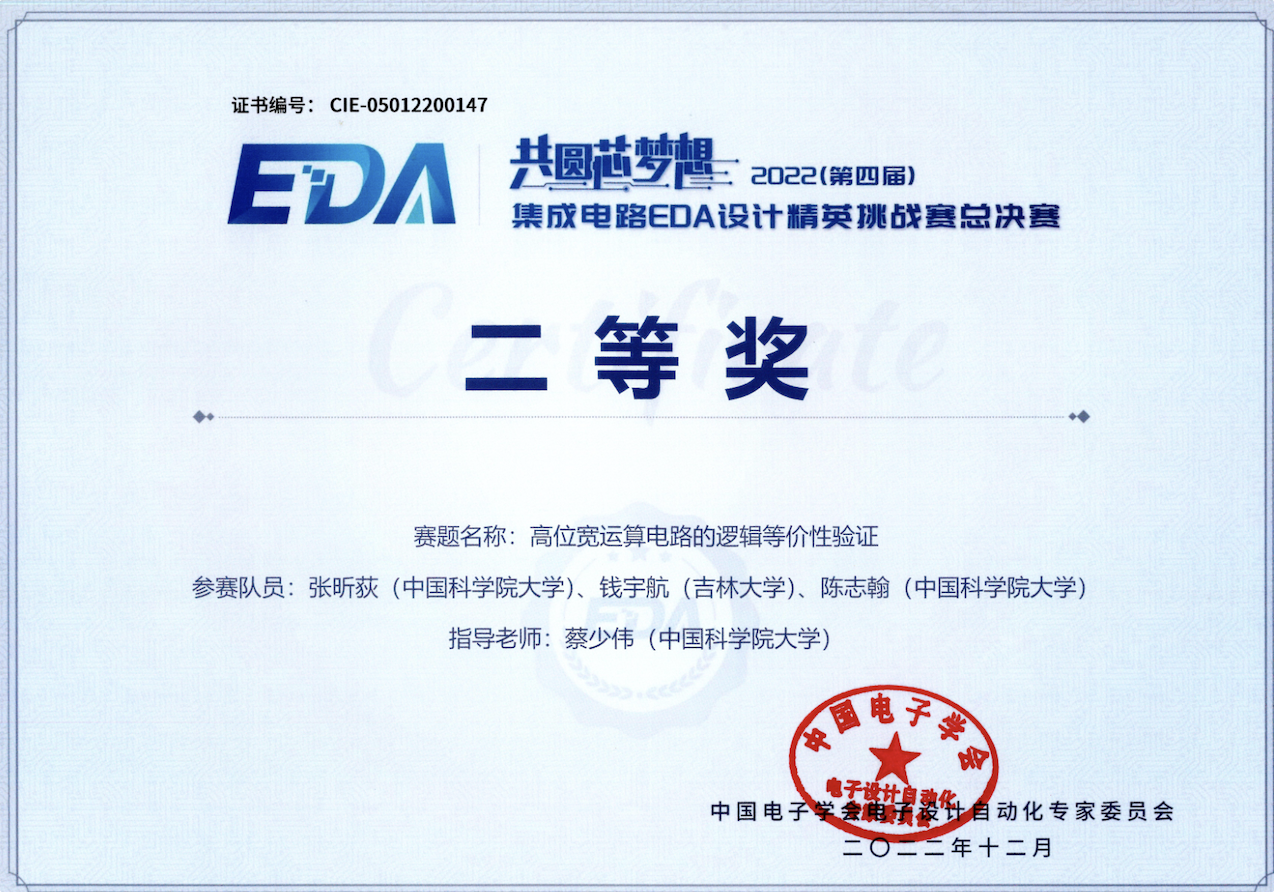 证书编号： CIE-05012200147
EDA
共圆芯梦想 2022(第四届)
集成电路EDA设计精英挑战赛总决赛
Certificate
二等奖
赛题名称：高位宽运算电路的逻辑等价性验证
参赛队员：张昕荻（中国科学院大学）、钱宇航（吉林大学）、陈志翰（中国科学院大学）
指导老师：蔡少伟（中国科学院大学）
EDA
中国电子学会
电子设计自动化
专家委员会
中国电子学会电子设计自动化专家委员会
二〇二二年十二月